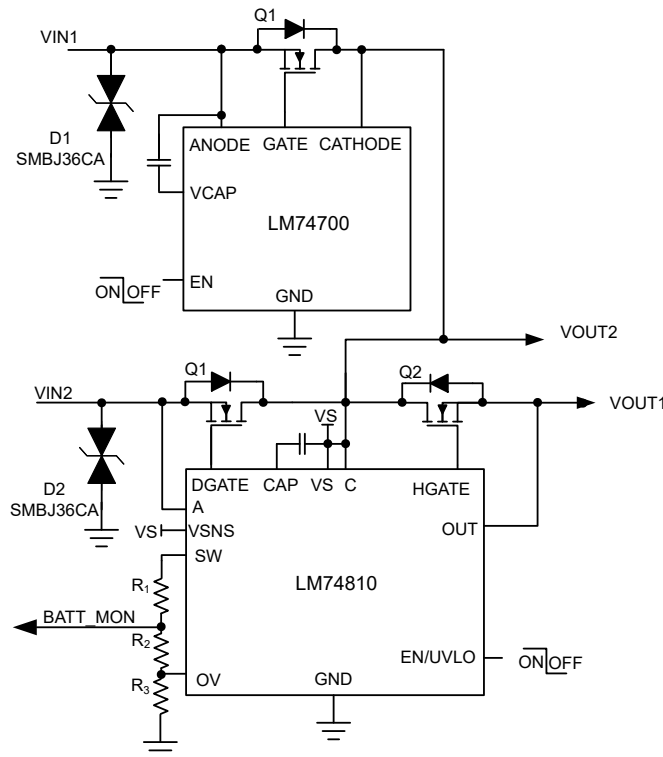 Q1
VIN1
D1
SMBJ36CA
ANODE GATE CATHODE
VCAP
LM74700
EN
ON OFF
GND
VOUT2
Q1
Q2
VIN2
VOUT1
VS
D2
SMBJ36CA
DGATE CAP VS C HGATE
A
VS VSNS
OUT
SW
R1
LM74810
BATT_MON
R2
EN/UVLO
ON OFF
R3
OV
GND